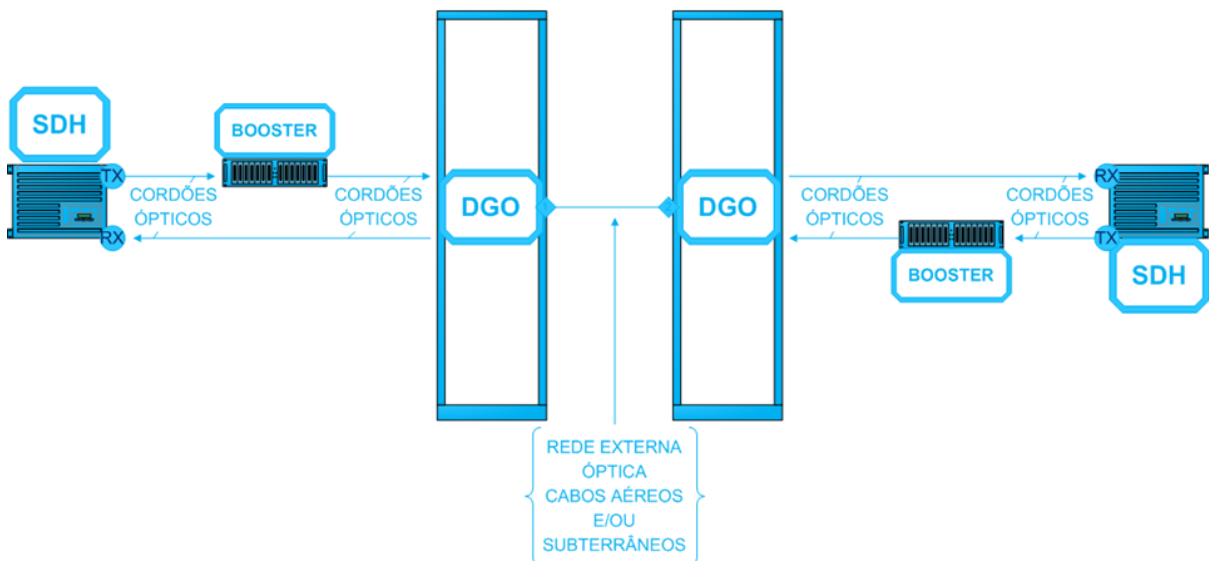 SDH
BOOSTER
TX
CORDÕES
ÓPTICOS
CORDÕES
ÓPTICOS
RX
DGO
DGO
CORDÕES
ÓPTICOS
CORDÕES
ÓPTICOS
RX
TX
BOOSTER
SDH
REDE EXTERNA
ÓPTICA
CABOS AÉREOS
E/OU
SUBTERRÂNEOS